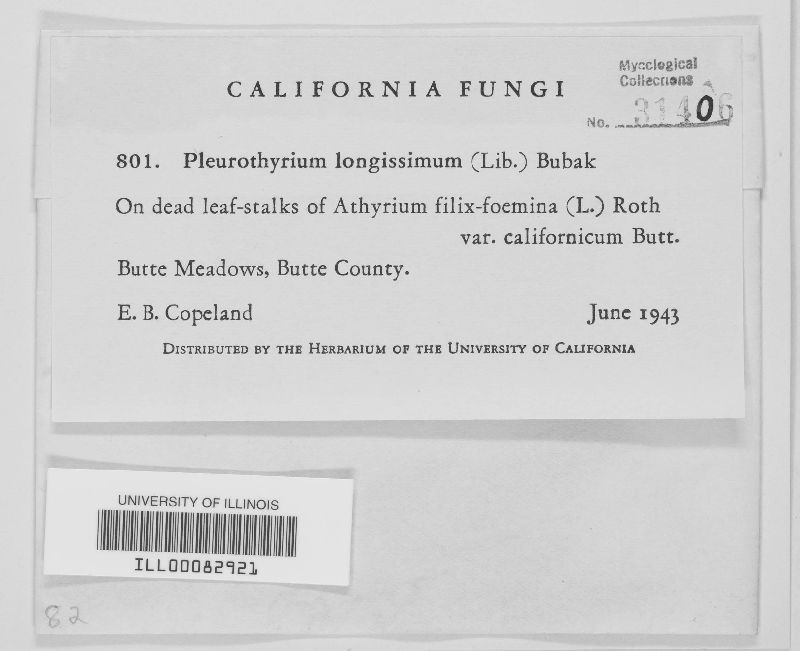 Mycological
Collections
CALIFORNIA FUNGI
No. 31406
801. Pleurothyrium longissimum (Lib.) Bubak
On dead leaf-stalks of Athyrium filix-foemina (L.) Roth
var. californicum Butt.
Butte Meadows, Butte County.
E. B. Copeland June 1943
DISTRIBUTED BY THE HERBARIUM OF THE UNIVERSITY OF CALIFORNIA
UNIVERSITY OF ILLINOIS
ILL00082921
82